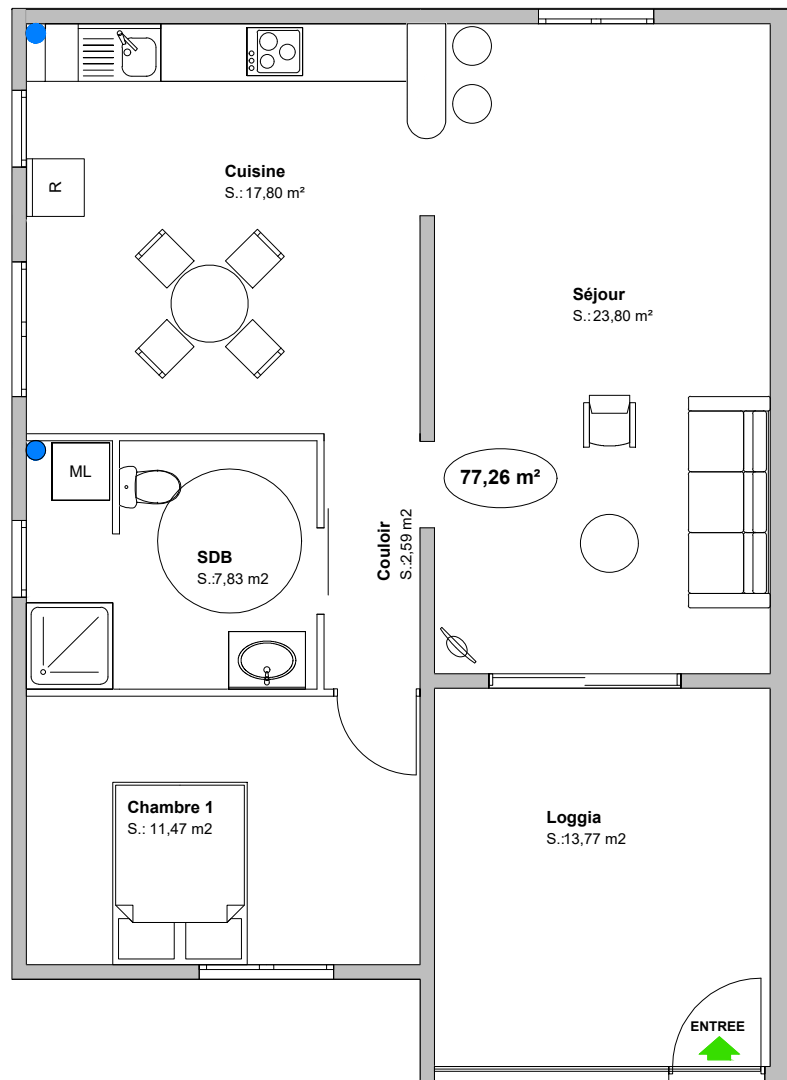 Cuisine
S.:17,80 m²
R
Séjour
S.:23,80 m²
77,26 m²
ML
SDB
S.:7,83 m2
Couloir
S.:2,59 m2
Chambre 1
S.: 11,47 m2
Loggia
S.:13,77 m2
ENTREE